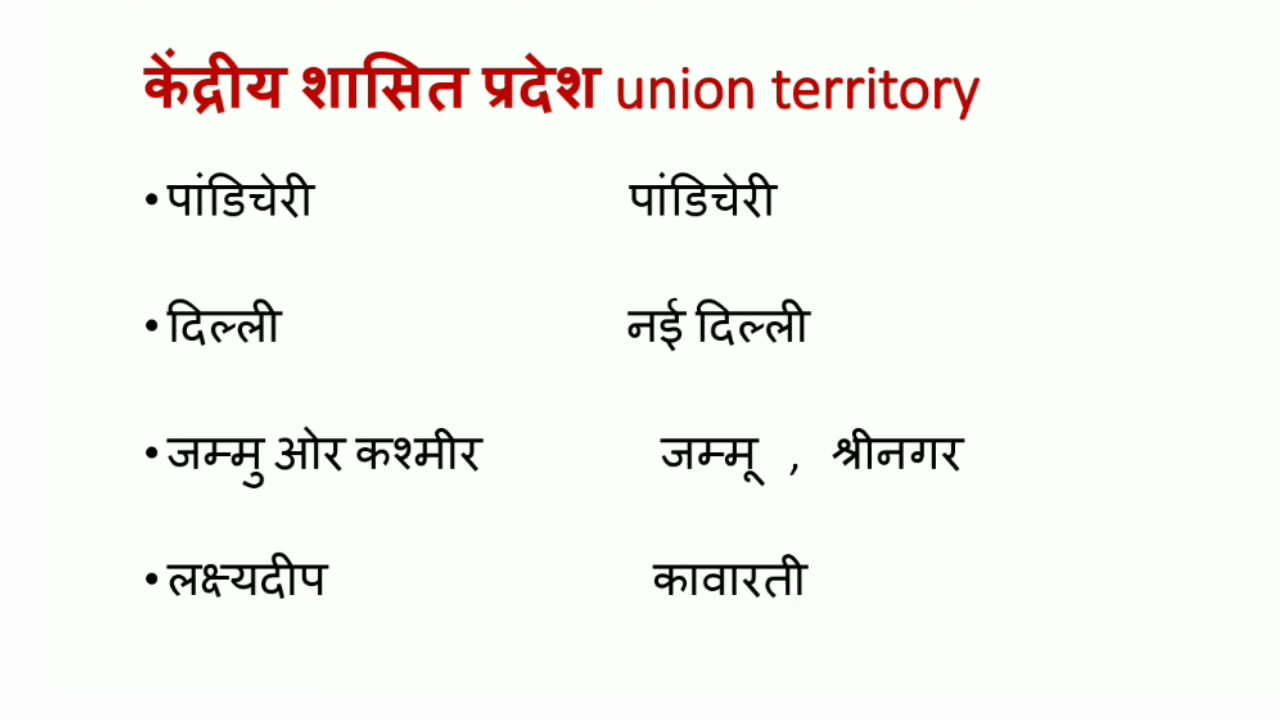 केंद्रीय शासित प्रदेश union territory
• पांडिचेरी पांडिचेरी
• दिल्ली नई दिल्ली
• जम्मु ओर कश्मीर जम्मू , श्रीनगर
• लक्ष्यदीप कावारती